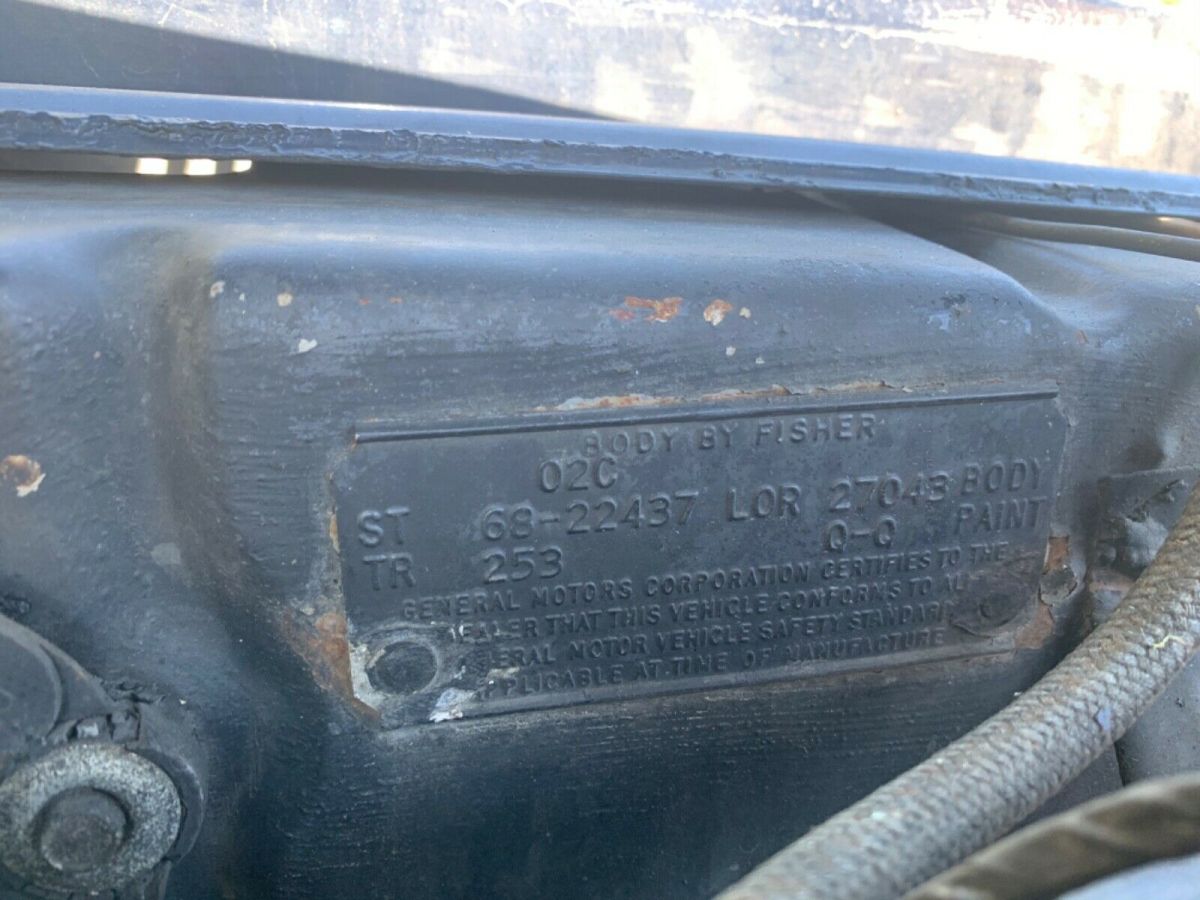 BODY BY FISHER
02C
ST 68-22437 LOR 27043 BODY
TR 253 Q-Q PAINT
GENERAL MOTORS CORPORATION CERTIFIES TO THE
DEALER THAT THIS VEHICLE CONFORMS TO ALL
FEDERAL MOTOR VEHICLE SAFETY STANDARDS
APPLICABLE AT TIME OF MANUFACTURE